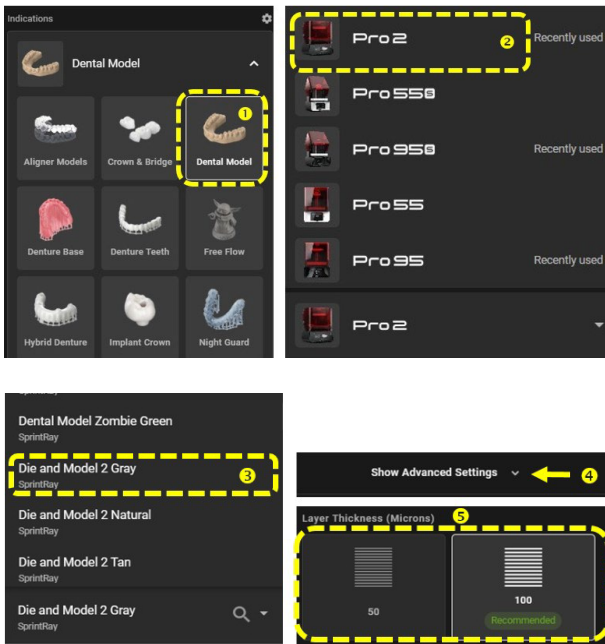 Indications
Dental Model
1
Aligner Models
Crown & Bridge
Dental Model
Denture Base
Denture Teeth
Free Flow
Hybrid Denture
Implant Crown
Night Guard
Pro 2
2
Recently used
Pro 55S
Pro 95S
Recently used
Pro 55
Pro 95
Recently used
Pro 2
Dental Model Zombie Green
SprintRay
Die and Model 2 Gray
3
SprintRay
Die and Model 2 Natural
SprintRay
Die and Model 2 Tan
SprintRay
Die and Model 2 Gray
SprintRay
Show Advanced Settings
4
Layer Thickness (Microns)
5
50
100
Recommended